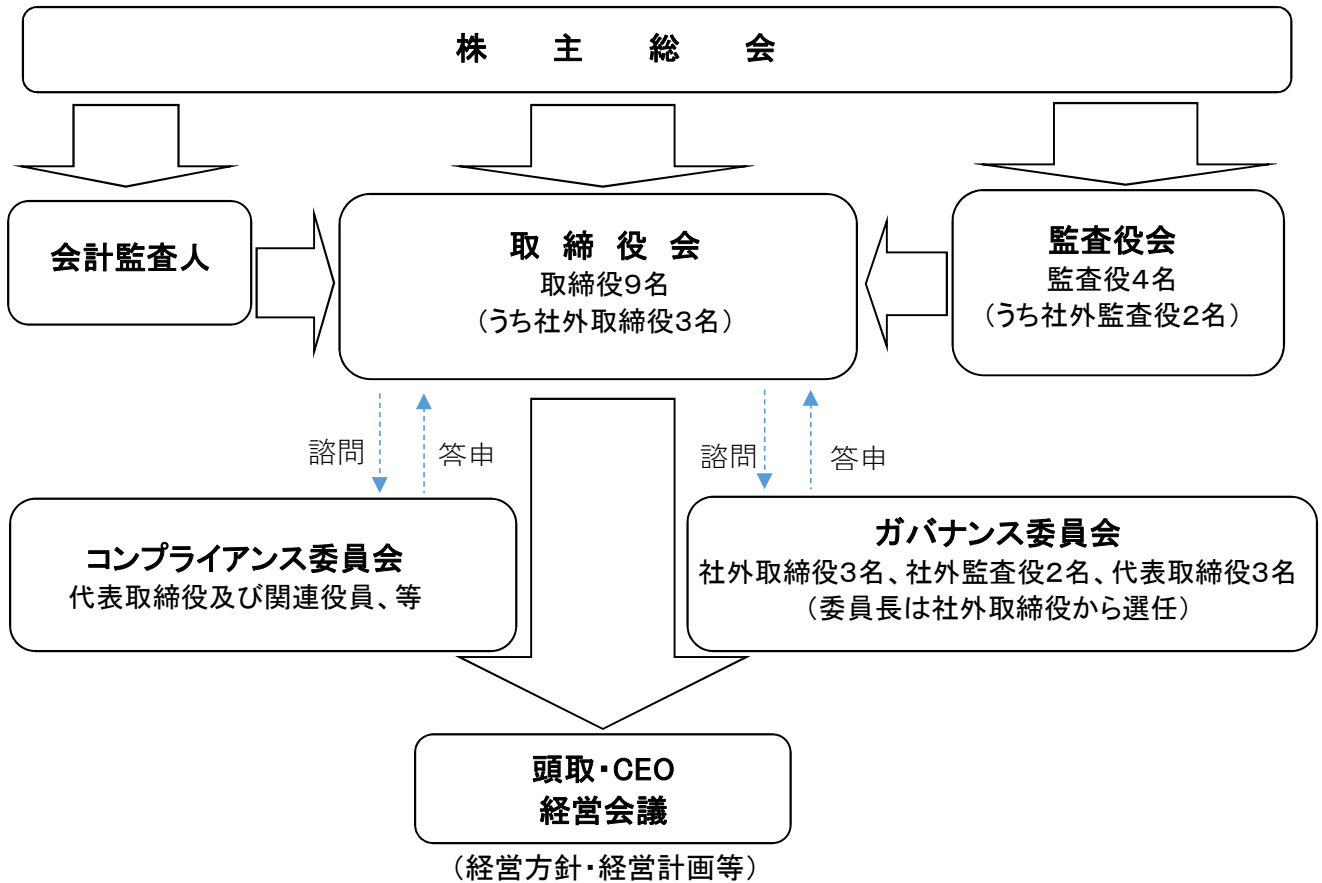 株 主 総 会
会計監査人
取 締 役 会
取締役9名
（うち社外取締役3名）
監査役会
監査役4名
（うち社外監査役2名）
諮問
答申
諮問
答申
コンプライアンス委員会
代表取締役及び関連役員、等
ガバナンス委員会
社外取締役3名、社外監査役2名、代表取締役3名
（委員長は社外取締役から選任）
頭取・CEO
経営会議
（経営方針・経営計画等）